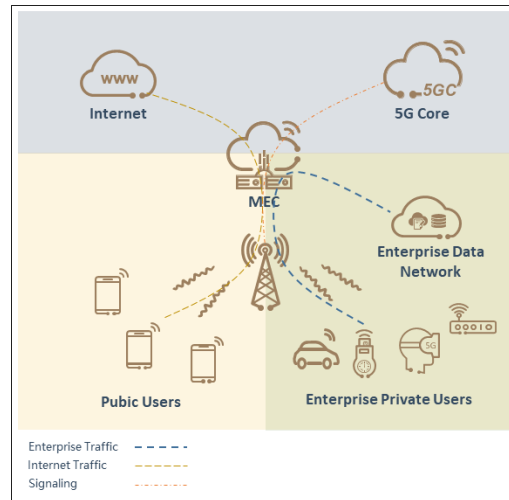 WWW
5GC
Internet
5G Core
MEC
Enterprise Data
Network
5G
Pubic Users
Enterprise Private Users
Enterprise Traffic
Internet Traffic
Signaling